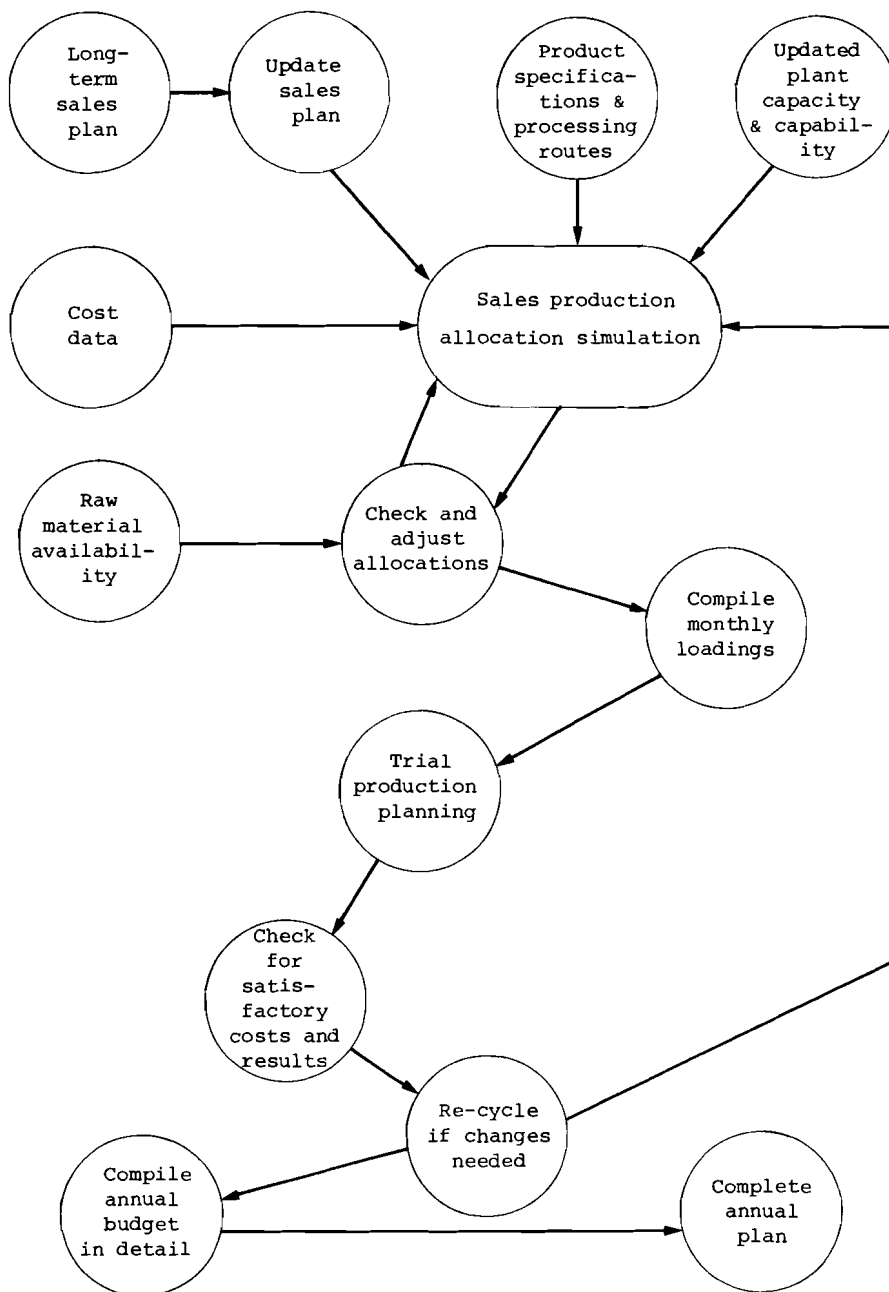 Long-
term
sales
plan
Update
sales
plan
Product
specifica-
tions &
processing
routes
Updated
plant
capacity
& capabil-
ity
Cost
data
Sales production
allocation simulation
Raw
material
availabil-
ity
Check and
adjust
allocations
Compile
monthly
loadings
Trial
production
planning
Check
for
satis-
factory
costs and
results
Re-cycle
if changes
needed
Compile
annual
budget
in detail
Complete
annual
plan